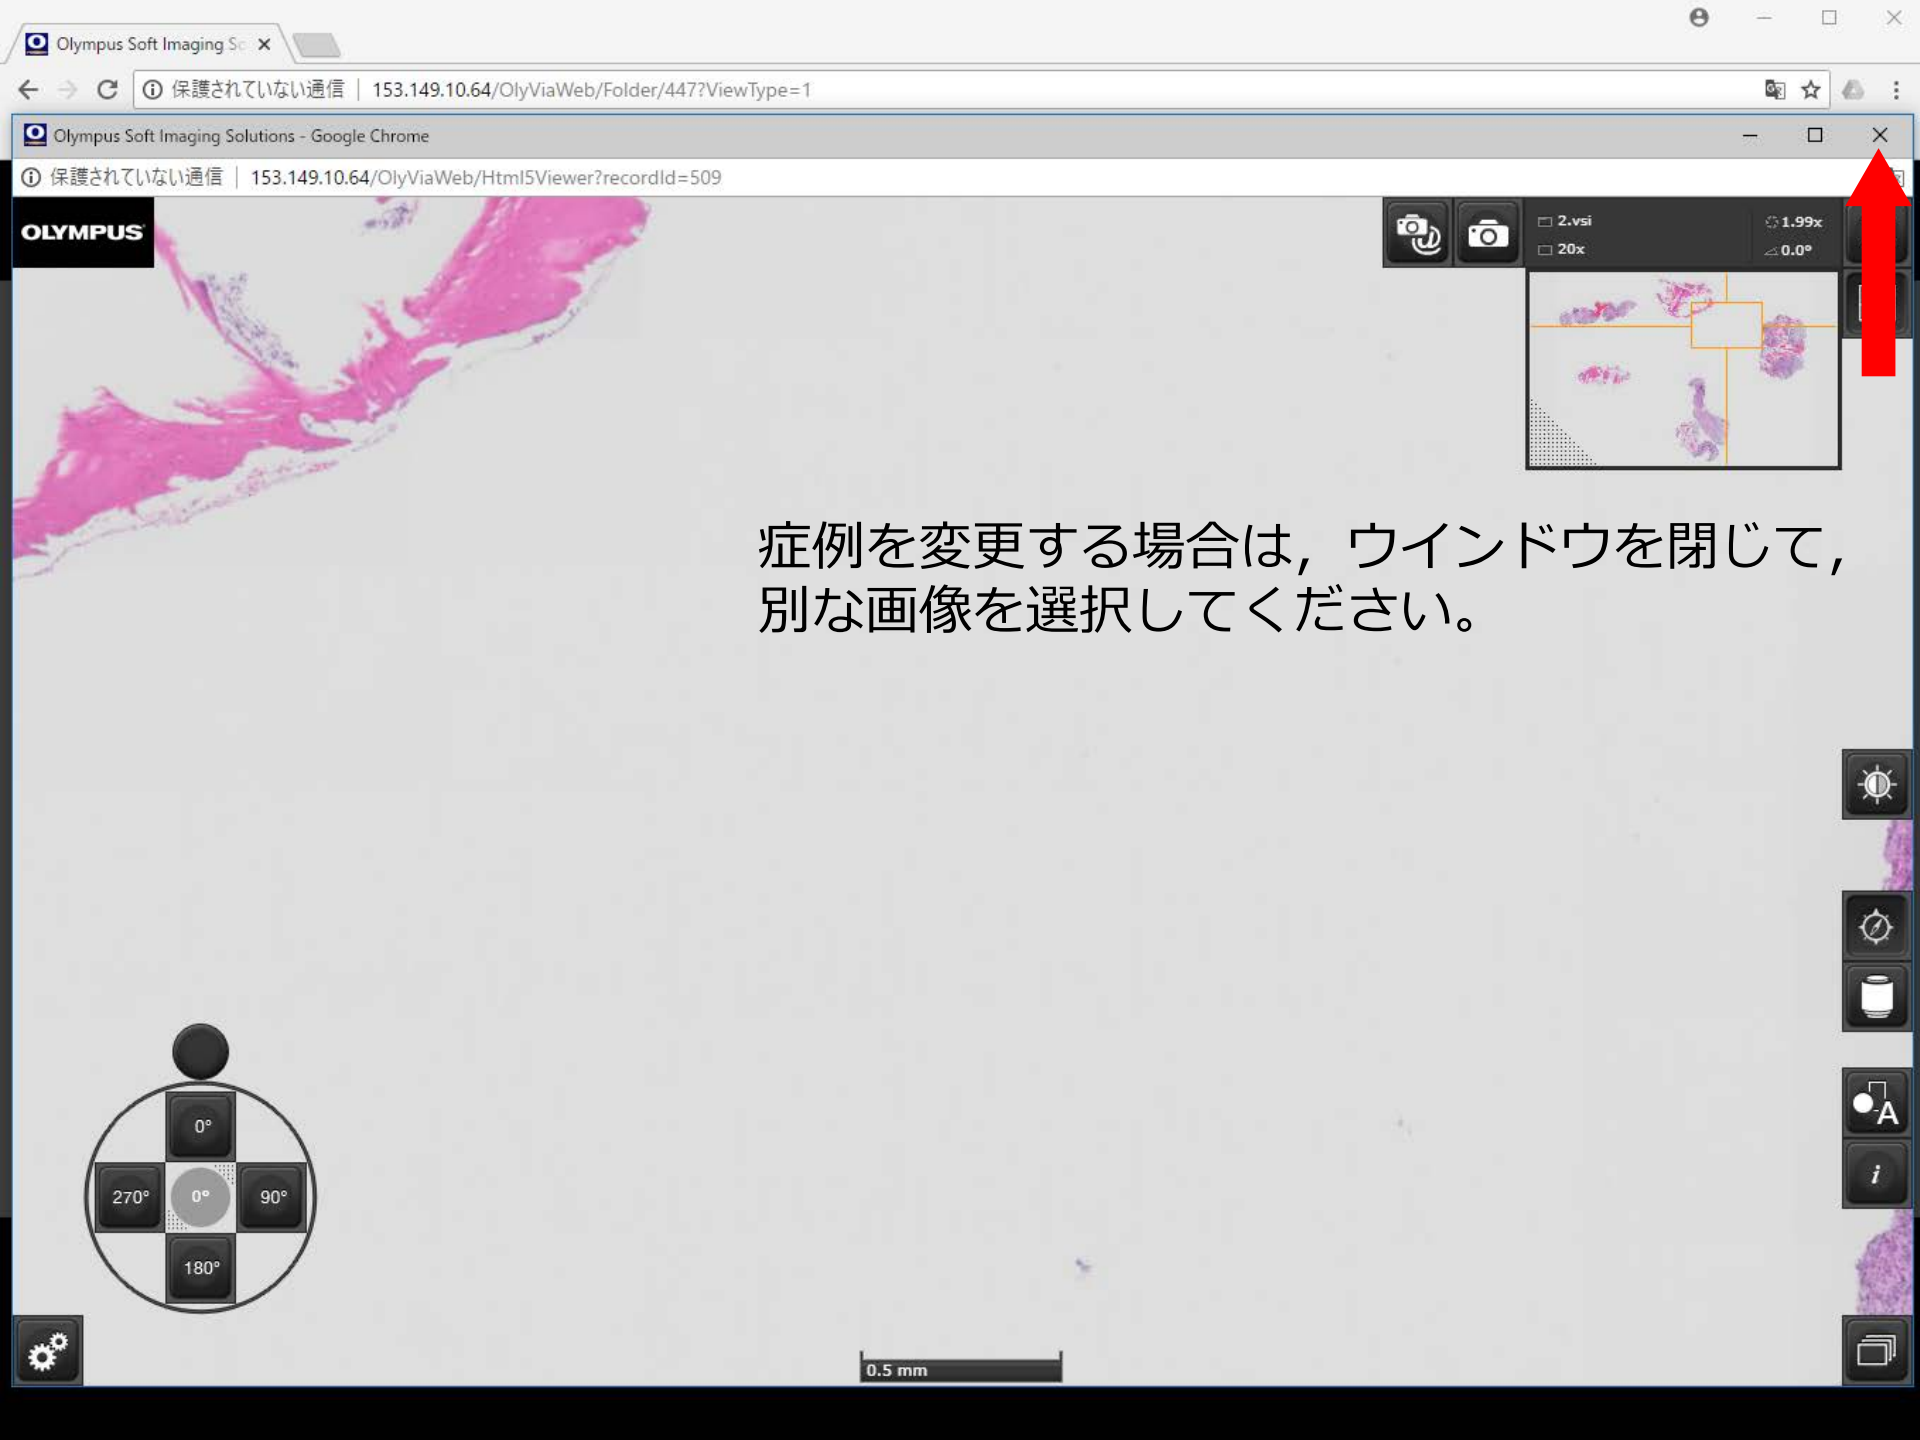 Olympus Soft Imaging Sc
保護されていない通信 | 153.149.10.64/OlyViaWeb/Folder/447?ViewType=1
Olympus Soft Imaging Solutions - Google Chrome
保護されていない通信 | 153.149.10.64/OlyViaWeb/Html5Viewer?recordId=509
OLYMPUS
2.vsi
1.99x
20x
0.0°
症例を変更する場合は，ウインドウを閉じて，
別な画像を選択してください。
A
i
0°
270°
0°
90°
180°
0.5 mm